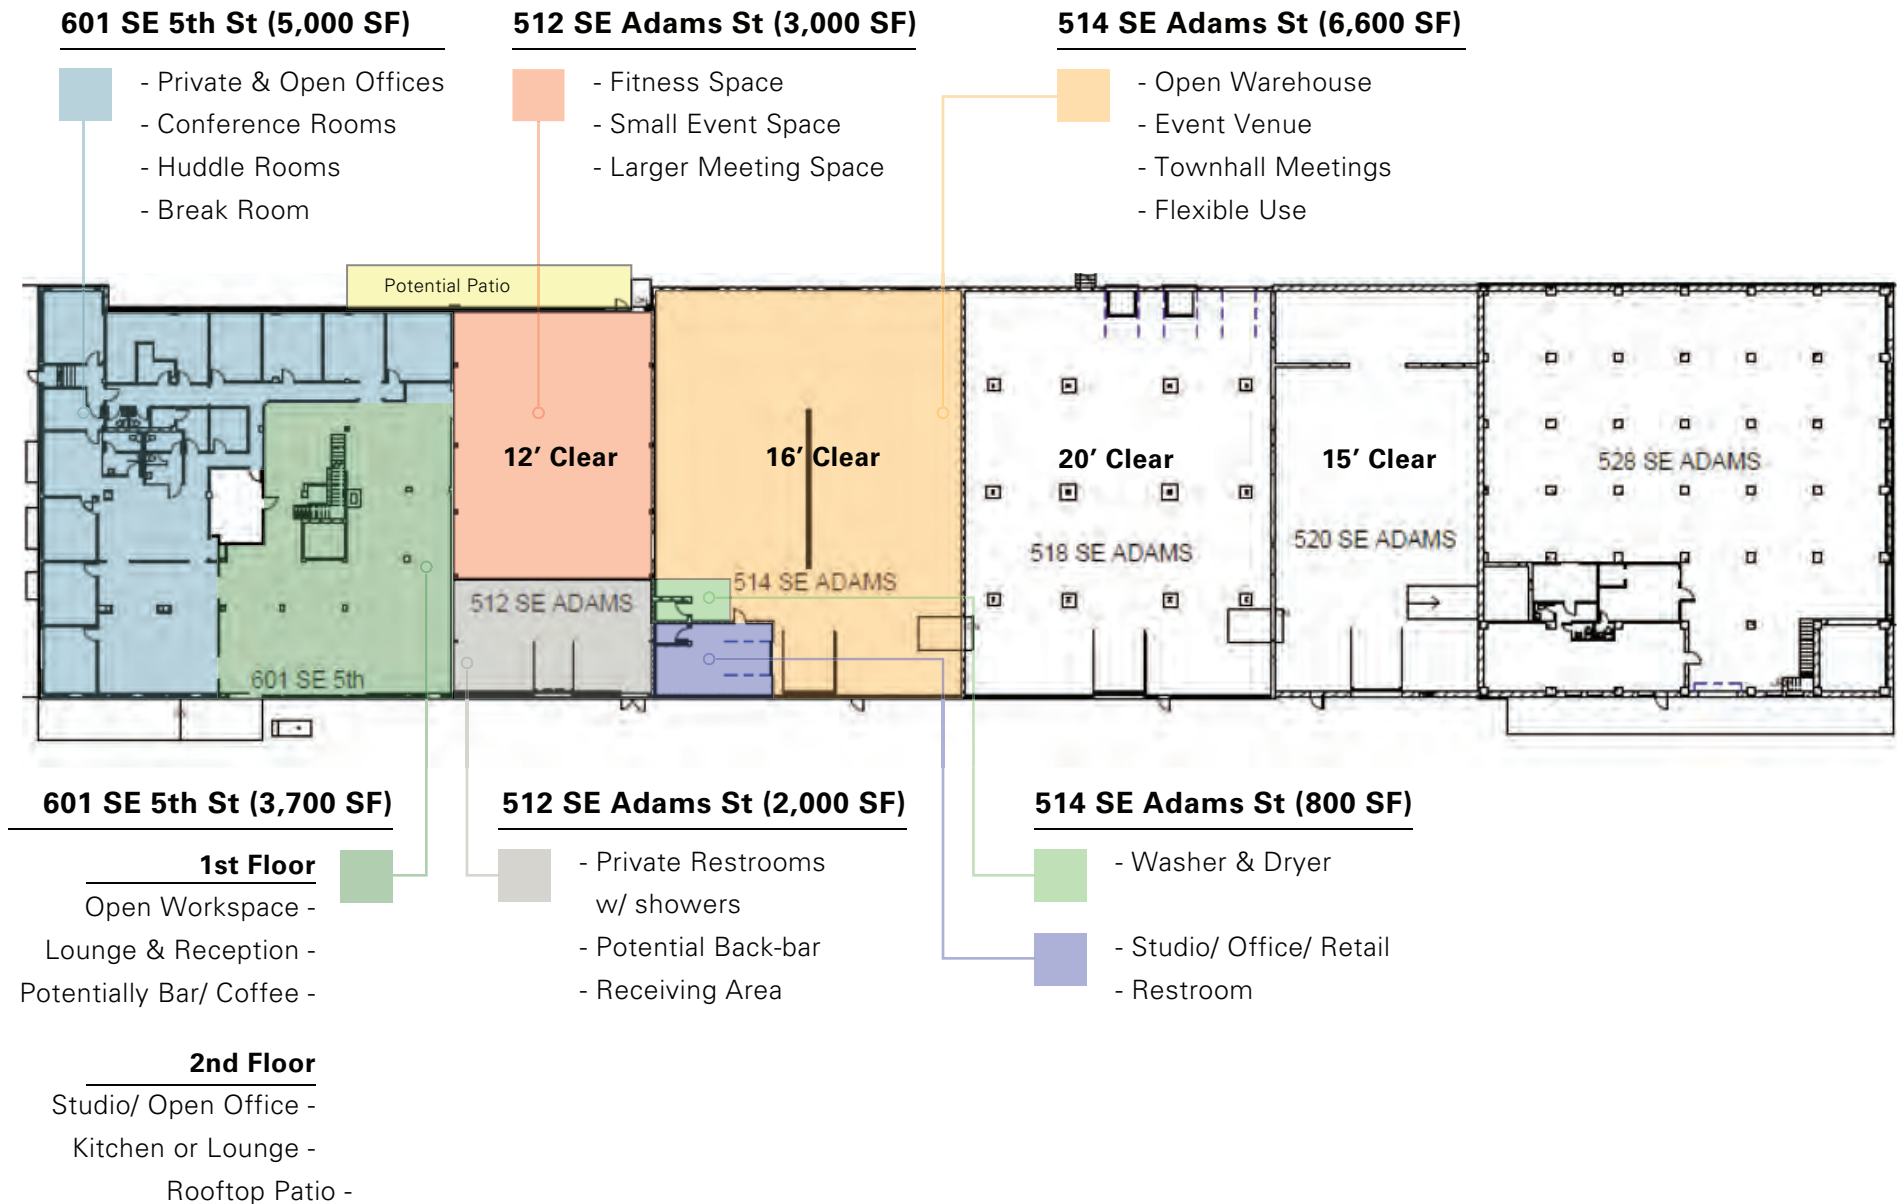 601 SE 5th St (5,000 SF)
- Private & Open Offices
- Conference Rooms
- Huddle Rooms
- Break Room
512 SE Adams St (3,000 SF)
- Fitness Space
- Small Event Space
- Larger Meeting Space
514 SE Adams St (6,600 SF)
- Open Warehouse
- Event Venue
- Townhall Meetings
- Flexible Use
Potential Patio
12’ Clear
16’ Clear
20’ Clear
15’ Clear
528 SE ADAMS
520 SE ADAMS
518 SE ADAMS
514 SE ADAMS
512 SE ADAMS
601 SE 5th
601 SE 5th St (3,700 SF)
1st Floor
Open Workspace -
Lounge & Reception -
Potentially Bar/ Coffee -
2nd Floor
Studio/ Open Office -
Kitchen or Lounge -
Rooftop Patio -
512 SE Adams St (2,000 SF)
- Private Restrooms
w/ showers
- Potential Back-bar
- Receiving Area
514 SE Adams St (800 SF)
- Washer & Dryer
- Studio/ Office/ Retail
- Restroom